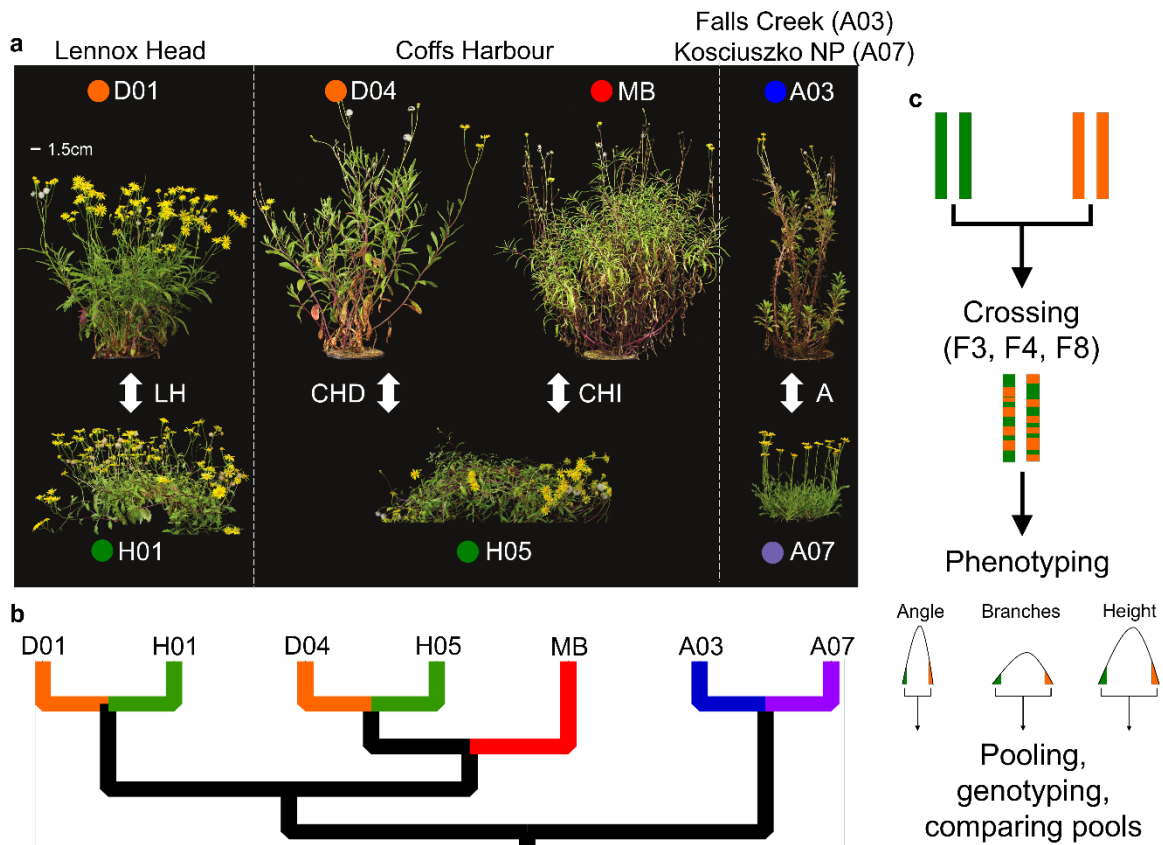 a
Lennox Head
Coffs Harbour
Falls Creek (A03)
Kosciuszko NP (A07)
D01
D04
MB
A03
1.5cm
LH
CHD
CHI
A
H01
H05
A07
b
D01
H01
D04
H05
MB
A03
A07
c
Crossing
(F3, F4, F8)
Phenotyping
Angle
Branches
Height
Pooling,
genotyping,
comparing pools